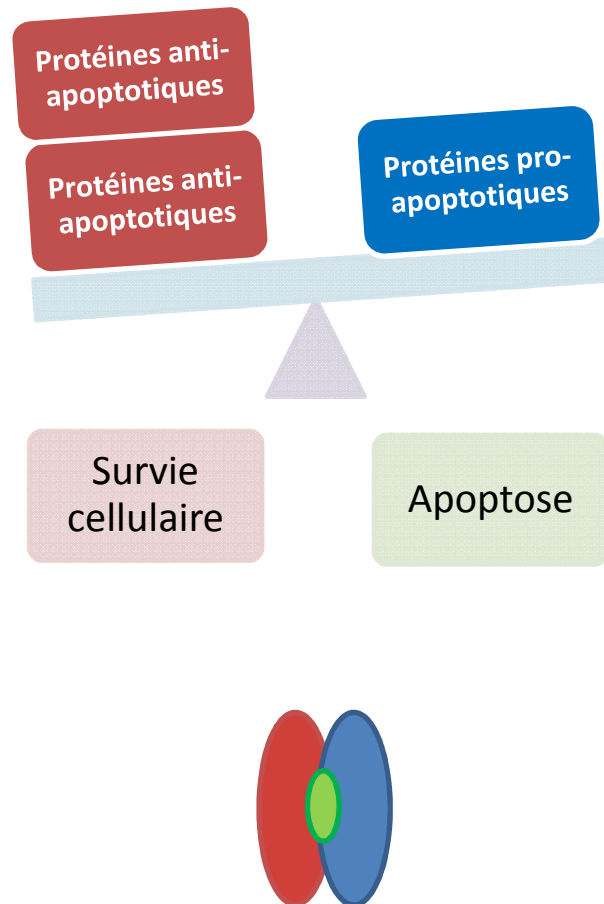 Protéines anti-
apoptotiques
Protéines anti-
apoptotiques
Protéines pro-
apoptotiques
Survie
cellulaire
Apoptose